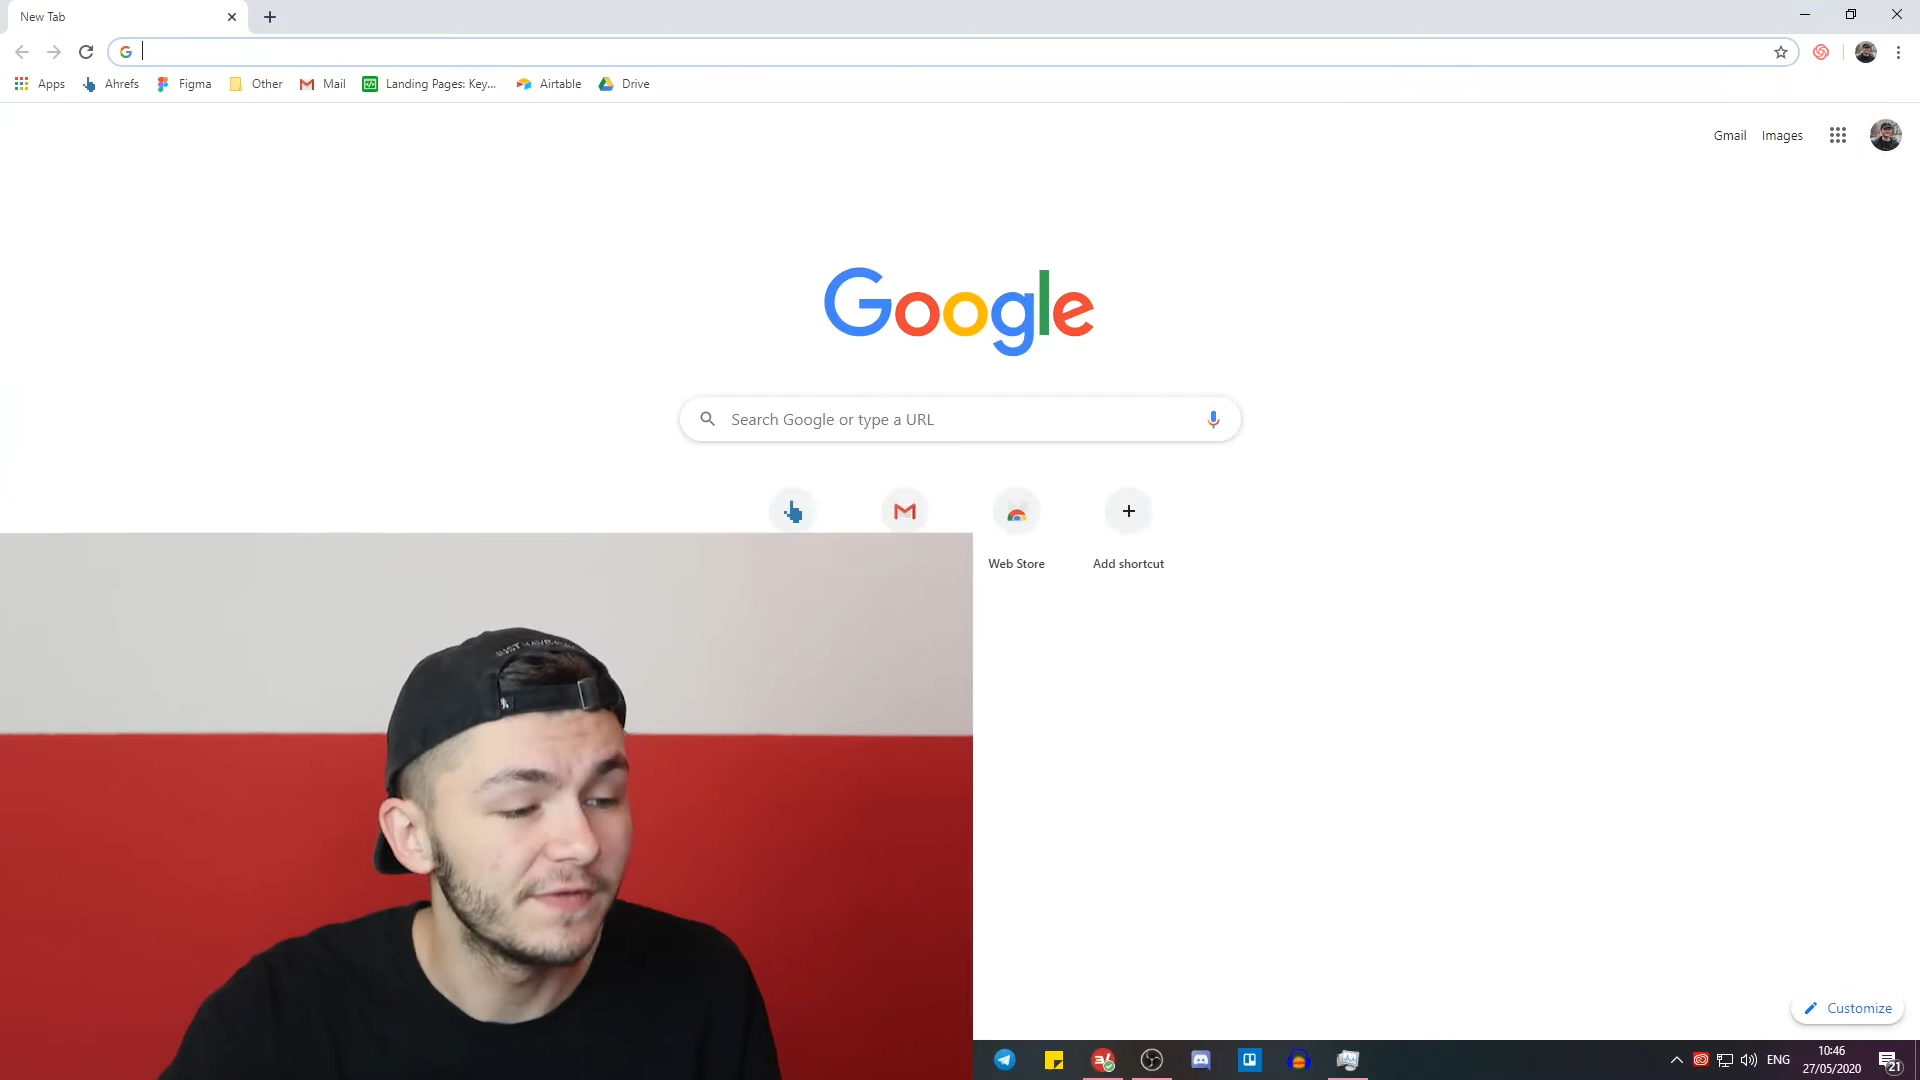 New Tab
Apps
Ahrefs
Figma
Other
Mail
Landing Pages: Key...
Airtable
Drive
Gmail
Images
Google
Search Google or type a URL
Web Store
Add shortcut
Customize
ENG
10:46
27/05/2020
21